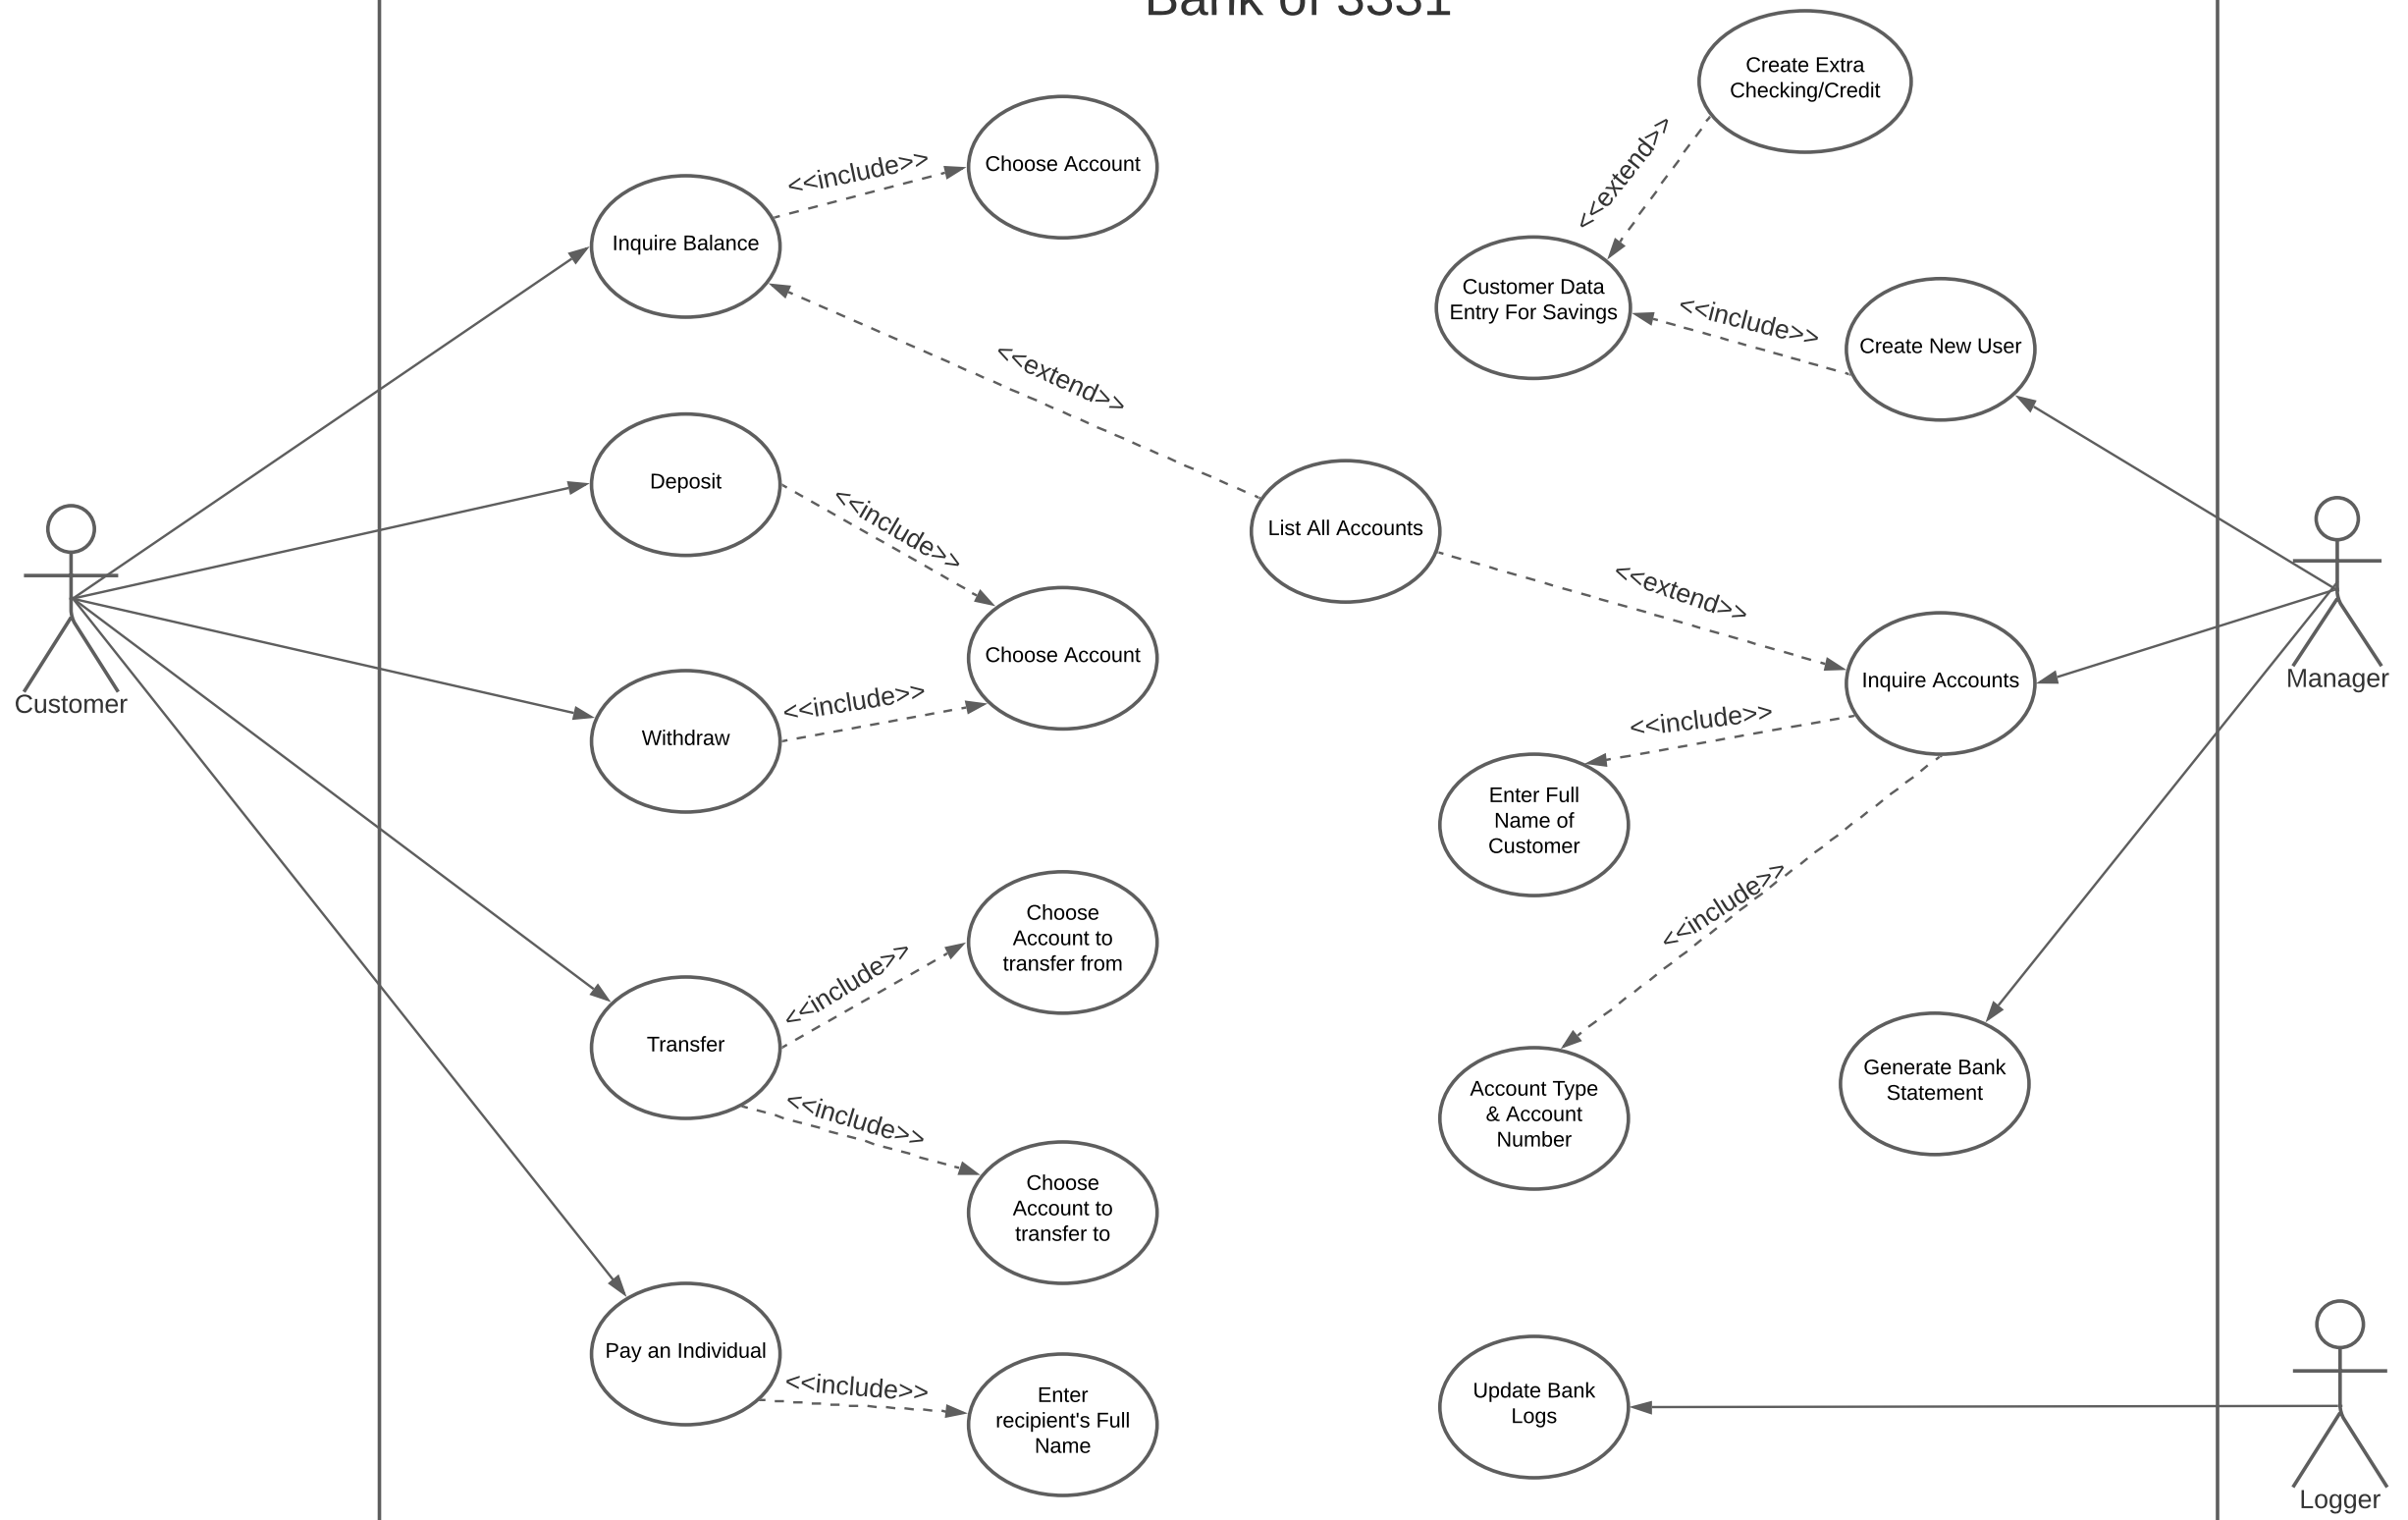 Bank of 3331
Create Extra
Checking/Credit
<<extend>>
Choose Account
<<include>>
Inquire Balance
Customer Data
Entry For Savings
<<include>>
Create New User
<<extend>>
Deposit
<<include>>
List All Accounts
<<extend>>
Choose Account
Customer
Manager
Inquire Accounts
<<include>>
Withdraw
<<include>>
Enter Full
Name of
Customer
<<include>>
Choose
Account to
transfer from
<<include>>
Transfer
<<include>>
Account Type
& Account
Number
Generate Bank
Statement
Choose
Account to
transfer to
Pay an Individual
<<include>>
Enter
recipient's Full
Name
Update Bank
Logs
Logger